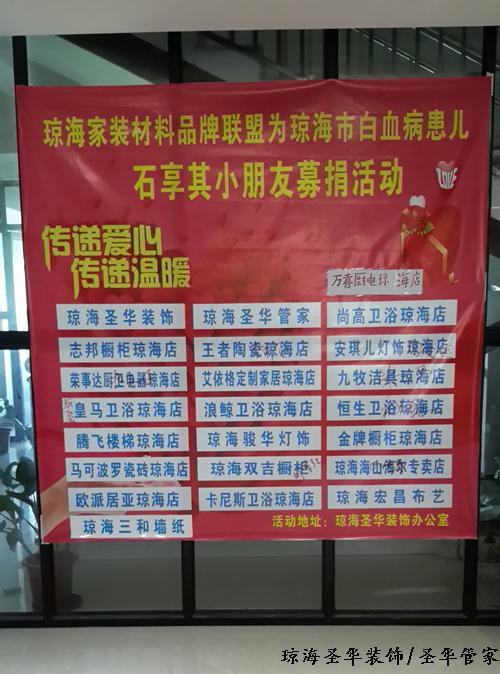 琼海家装材料品牌联盟为琼海市白血病患儿
石享其小朋友募捐活动
LOVE
传递爱心
传递温暖
万喜厨电琼海店
琼海圣华装饰 琼海圣华管家 尚高卫浴琼海店
志邦橱柜琼海店 王者陶瓷琼海店 安琪儿灯饰琼海店
荣事达厨卫电器琼海店 艾依格定制家居琼海店 九牧洁具琼海店
皇马卫浴琼海店 浪鲸卫浴琼海店 恒生卫浴琼海店
腾飞楼梯琼海店 琼海骏华灯饰 金牌橱柜琼海店
马可波罗瓷砖琼海店 琼海双吉橱柜 琼海海山德尔专卖店
欧派居亚琼海店 卡尼斯卫浴琼海店 琼海宏昌布艺
琼海三和墙纸 活动地址：琼海圣华装饰办公室
琼海圣华装饰/圣华管家